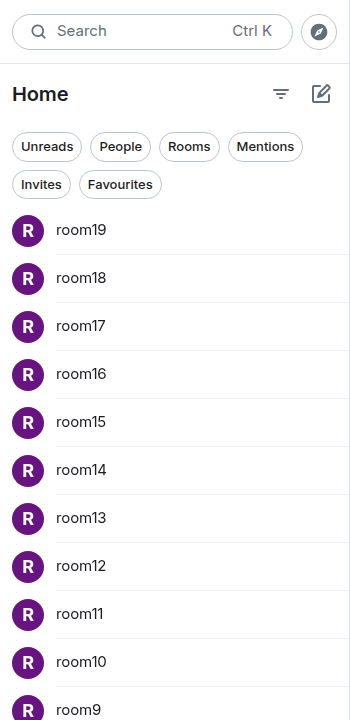 Search Ctrl K
Home
Unreads People Rooms Mentions
Invites Favourites
R room19
R room18
R room17
R room16
R room15
R room14
R room13
R room12
R room11
R room10
R room9